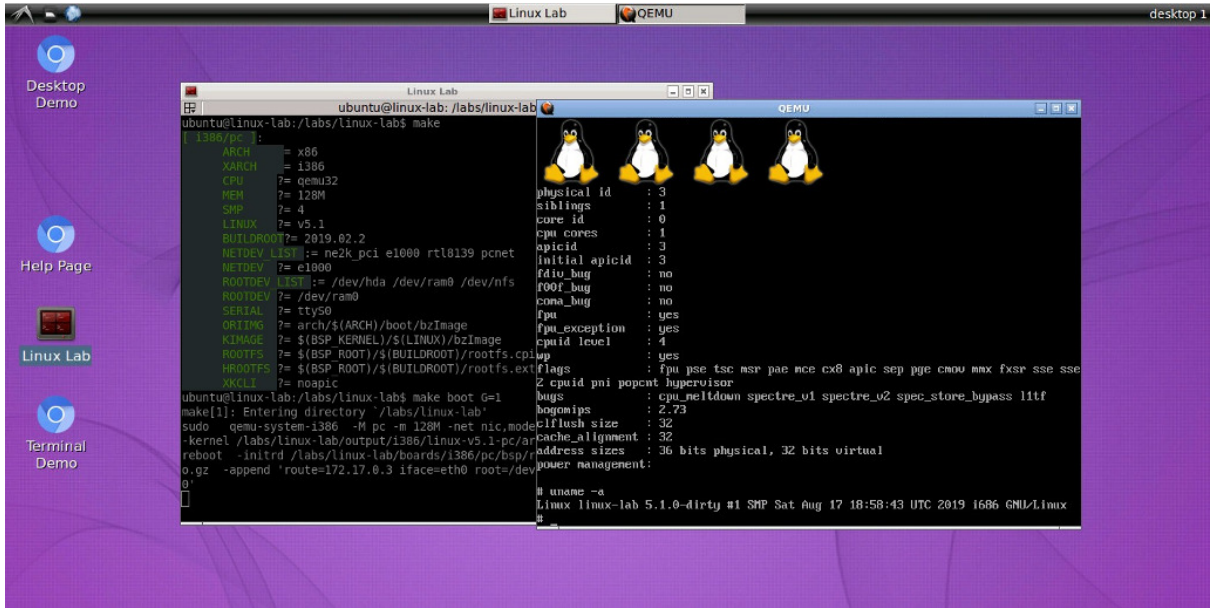 Linux Lab
QEMU
desktop 1
Desktop
Demo
Help Page
Linux Lab
Terminal
Demo
Linux Lab
ubuntu@linux-lab: /labs/linux-lab
ubuntu@linux-lab:/labs/linux-lab$ make
[ i386/pc ]:
ARCH = x86
XARCH = i386
CPU ?= qemu32
MEM ?= 128M
SMP ?= 4
LINUX ?= v5.1
BUILDROOT?= 2019.02.2
NETDEV_LIST := ne2k_pci e1000 rtl8139 pcnet
NETDEV ?= e1000
ROOTDEV_LIST := /dev/hda /dev/ram0 /dev/nfs
ROOTDEV ?= /dev/ram0
SERIAL ?= ttyS0
ORIIMG ?= arch/$(ARCH)/boot/bzImage
KIMAGE ?= $(BSP_KERNEL)/$(LINUX)/bzImage
ROOTFS ?= $(BSP_ROOT)/$(BUILDROOT)/rootfs.cpi
HROOTFS ?= $(BSP_ROOT)/$(BUILDROOT)/rootfs.ext
XKCLI ?= noapic
ubuntu@linux-lab:/labs/linux-lab$ make boot G=1
make[1]: Entering directory `/labs/linux-lab'
sudo qemu-system-i386 -M pc -m 128M -net nic,mode
-kernel /labs/linux-lab/output/i386/linux-v5.1-pc/ar
reboot -initrd /labs/linux-lab/boards/i386/pc/bsp/r
o.gz -append 'route=172.17.0.3 iface=eth0 root=/dev
0'
QEMU
physical id : 3
siblings : 1
core id : 0
cpu cores : 1
apicid : 3
initial apicid : 3
fdiv_bug : no
f00f_bug : no
coma_bug : no
fpu : yes
fpu_exception : yes
cpuid level : 4
wp : yes
flags : fpu pse tsc msr pae mce cx8 apic sep pge cmov mmx fxsr sse sse
2 cpuid pni popcnt hypervisor
bugs : cpu_meltdown spectre_v1 spectre_v2 spec_store_bypass l1tf
bogomips : 2.73
clflush size : 32
cache_alignment : 32
address sizes : 36 bits physical, 32 bits virtual
power management:
# uname -a
Linux linux-lab 5.1.0-dirty #1 SMP Sat Aug 17 18:58:43 UTC 2019 i686 GNU/Linux
# _